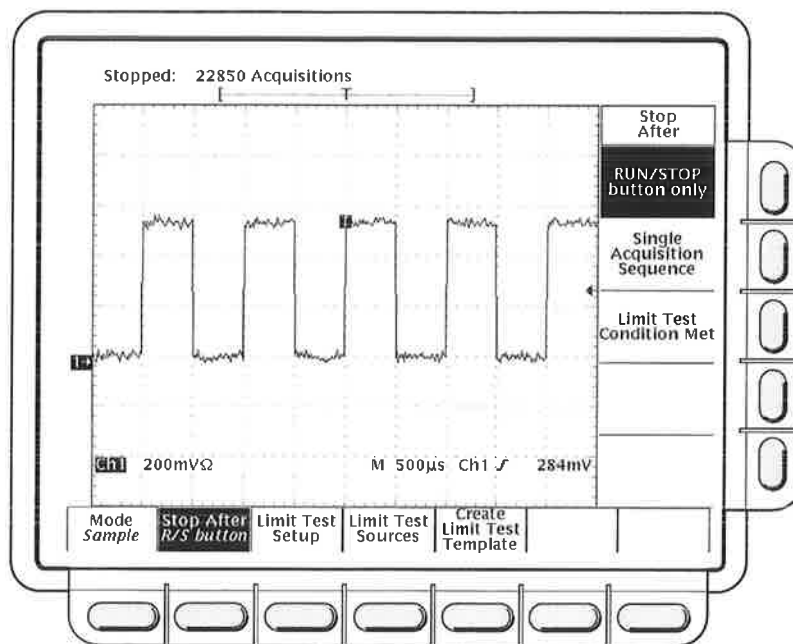 Stopped: 22850 Acquisitions
[ T ]
Stop
After
RUN/STOP
button only
Single
Acquisition
Sequence
Limit Test
Condition Met
T
1→
Ch1 200mVΩ M 500µs Ch1 ⌠ 284mV
Mode
Sample
Stop After
R/S button
Limit Test
Setup
Limit Test
Sources
Create
Limit Test
Template